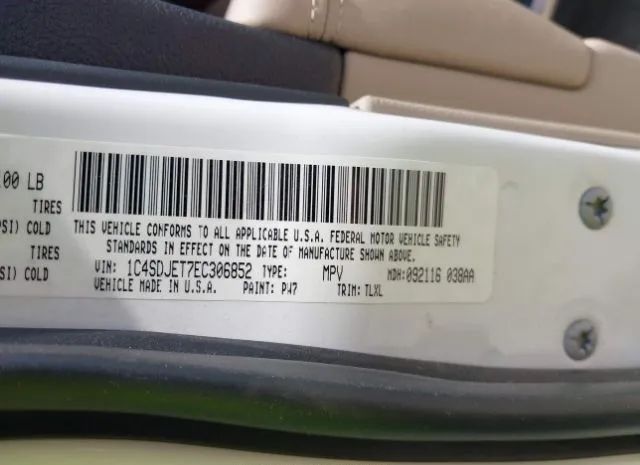 .00 LB
TIRES
SI) COLD
TIRES
SI) COLD
THIS VEHICLE CONFORMS TO ALL APPLICABLE U.S.A. FEDERAL MOTOR VEHICLE SAFETY
STANDARDS IN EFFECT ON THE DATE OF MANUFACTURE SHOWN ABOVE.
VIN: 1C4SDJET7EC306852 TYPE: MPV MDH:092116 038AA
VEHICLE MADE IN U.S.A. PAINT: PW7 TRIM: TLXL